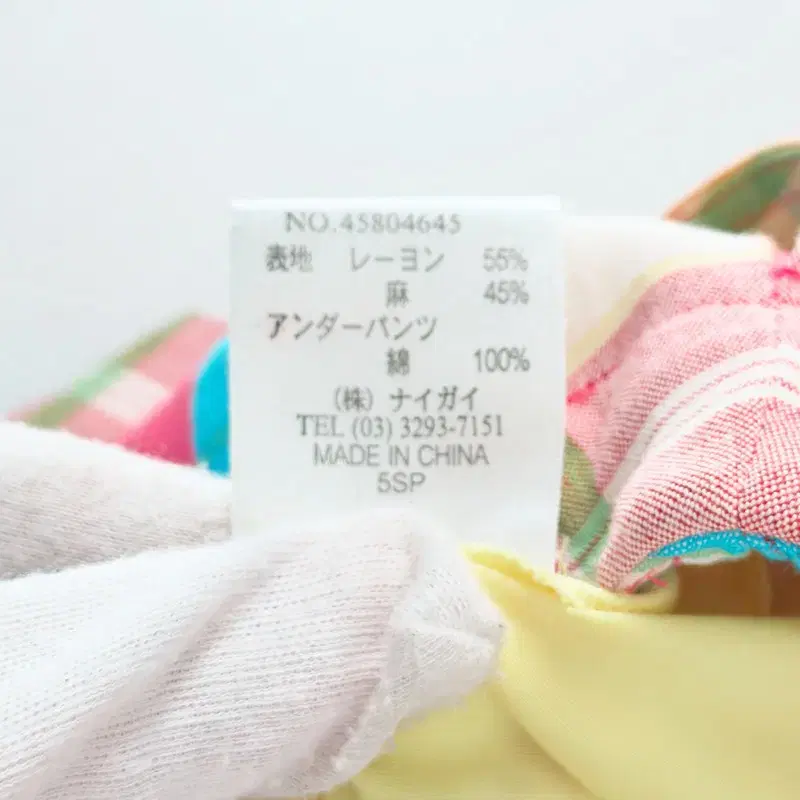 NO.45804645
表地 レーヨン 55%
麻 45%
アンダーパンツ
綿 100%
(株) ナイガイ
TEL (03) 3293-7151
MADE IN CHINA
5SP